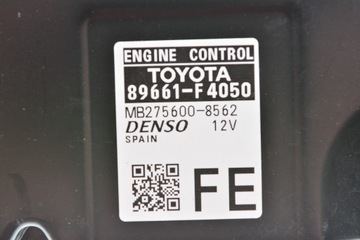 ENGINE CONTROL
TOYOTA
89661-F4050
MB275600-8562
DENSO 12V
SPAIN
FE